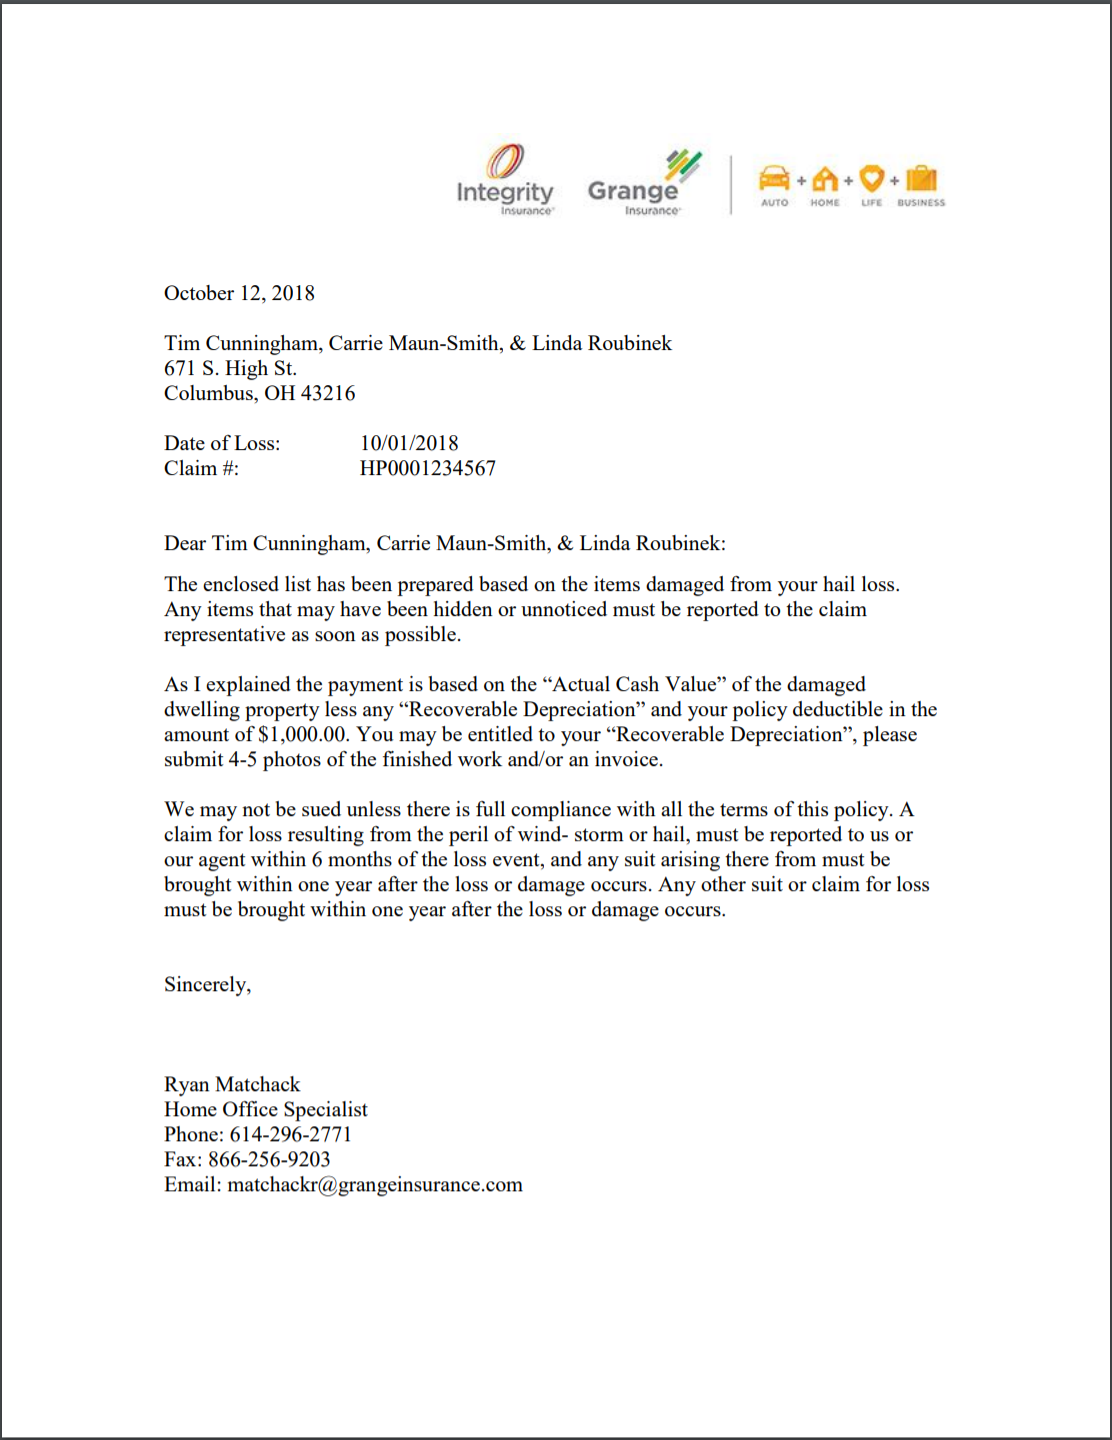 Integrity
Insurance
Grange
Insurance
AUTO + HOME + LIFE + BUSINESS
October 12, 2018
Tim Cunningham, Carrie Maun-Smith, & Linda Roubinek
671 S. High St.
Columbus, OH 43216
Date of Loss: 10/01/2018
Claim #: HP0001234567
Dear Tim Cunningham, Carrie Maun-Smith, & Linda Roubinek:
The enclosed list has been prepared based on the items damaged from your hail loss.
Any items that may have been hidden or unnoticed must be reported to the claim
representative as soon as possible.
As I explained the payment is based on the “Actual Cash Value” of the damaged
dwelling property less any “Recoverable Depreciation” and your policy deductible in the
amount of $1,000.00. You may be entitled to your “Recoverable Depreciation”, please
submit 4-5 photos of the finished work and/or an invoice.
We may not be sued unless there is full compliance with all the terms of this policy. A
claim for loss resulting from the peril of wind- storm or hail, must be reported to us or
our agent within 6 months of the loss event, and any suit arising there from must be
brought within one year after the loss or damage occurs. Any other suit or claim for loss
must be brought within one year after the loss or damage occurs.
Sincerely,
Ryan Matchack
Home Office Specialist
Phone: 614-296-2771
Fax: 866-256-9203
Email: matchackr@grangeinsurance.com